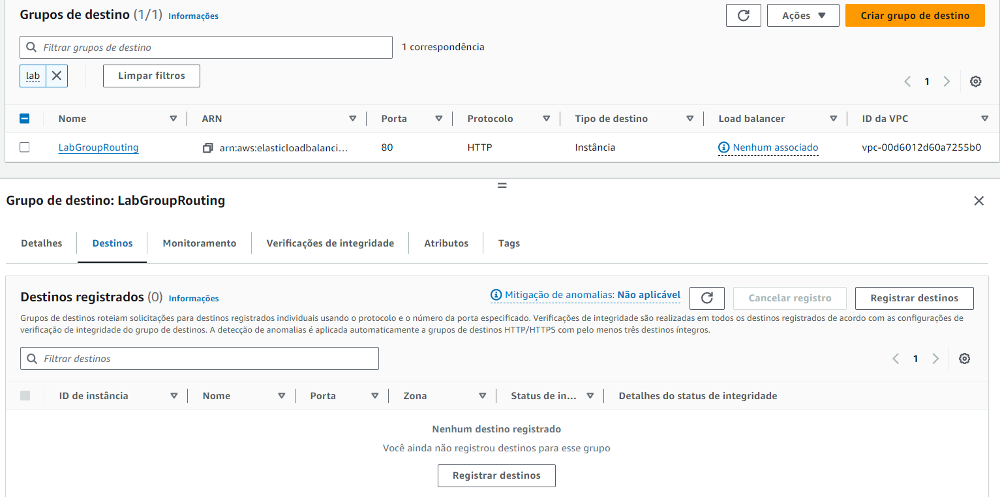 Grupos de destino (1/1) Informações
Ações
Criar grupo de destino
Filtrar grupos de destino
1 correspondência
lab
Limpar filtros
1
Nome ARN Porta Protocolo Tipo de destino Load balancer ID da VPC
LabGroupRouting arn:aws:elasticloadbalanci... 80 HTTP Instância Nenhum associado vpc-00d6012d60a7255b0
Grupo de destino: LabGroupRouting
Detalhes Destinos Monitoramento Verificações de integridade Atributos Tags
Destinos registrados (0) Informações
Mitigação de anomalias: Não aplicável
Cancelar registro
Registrar destinos
Grupos de destinos roteiam solicitações para destinos registrados individuais usando o protocolo e o número da porta especificado. Verificações de integridade são realizadas em todos os destinos registrados de acordo com as configurações de
verificação de integridade do grupo de destinos. A detecção de anomalias é aplicada automaticamente a grupos de destinos HTTP/HTTPS com pelo menos três destinos íntegros.
Filtrar destinos
1
ID de instância Nome Porta Zona Status de in... Detalhes do status de integridade
Nenhum destino registrado
Você ainda não registrou destinos para esse grupo
Registrar destinos